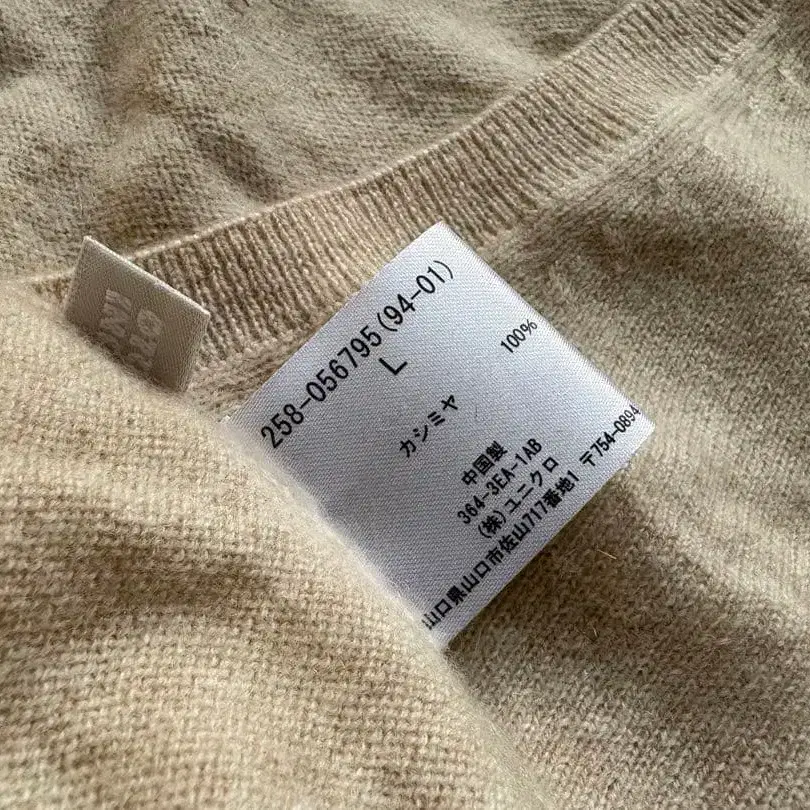 258-056795(94-01)
L
カシミヤ 100%
中国製
364-3EA-1AB
(株)ユニクロ
山口県山口市佐山717番地1 〒754-0894